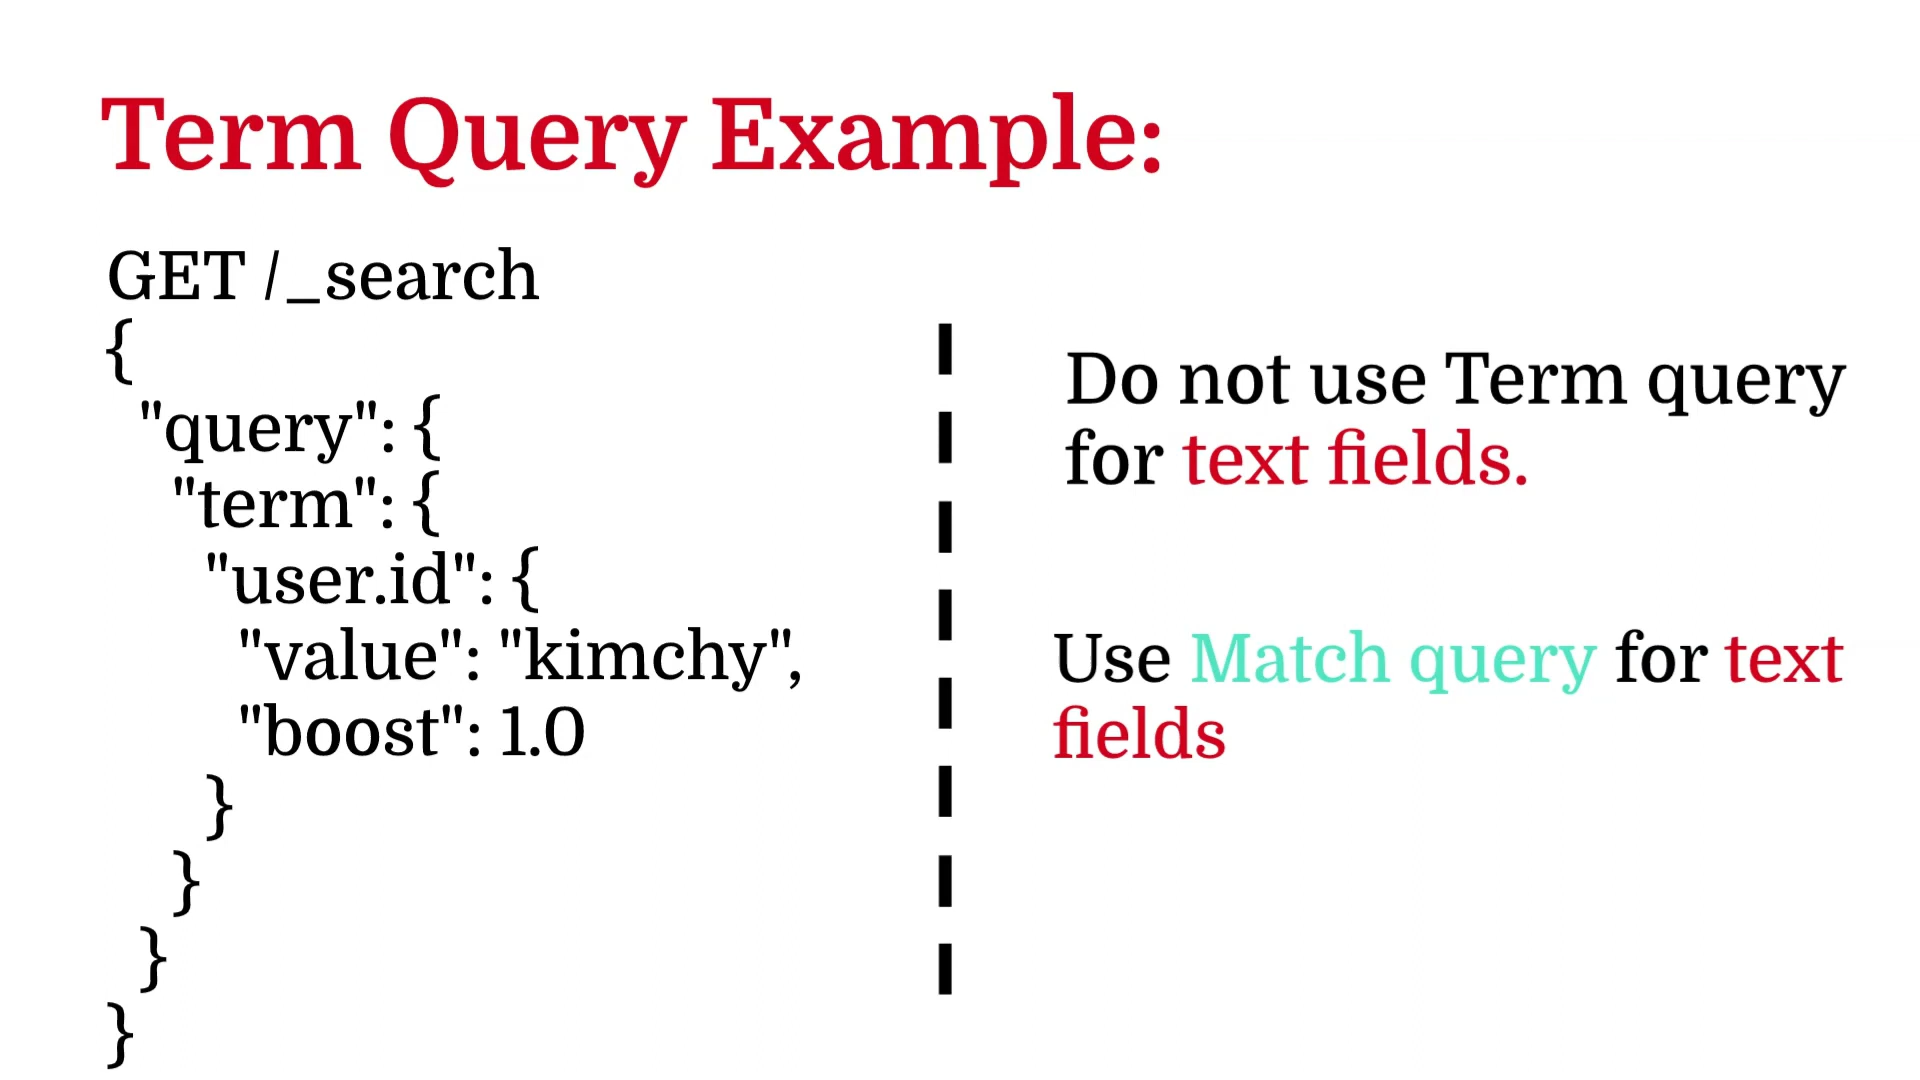 Term Query Example:
GET /_search
{
"query": {
"term": {
"user.id": {
"value": "kimchy",
"boost": 1.0
}
}
}
}
Do not use Term query
for text fields.
Use Match query for text
fields